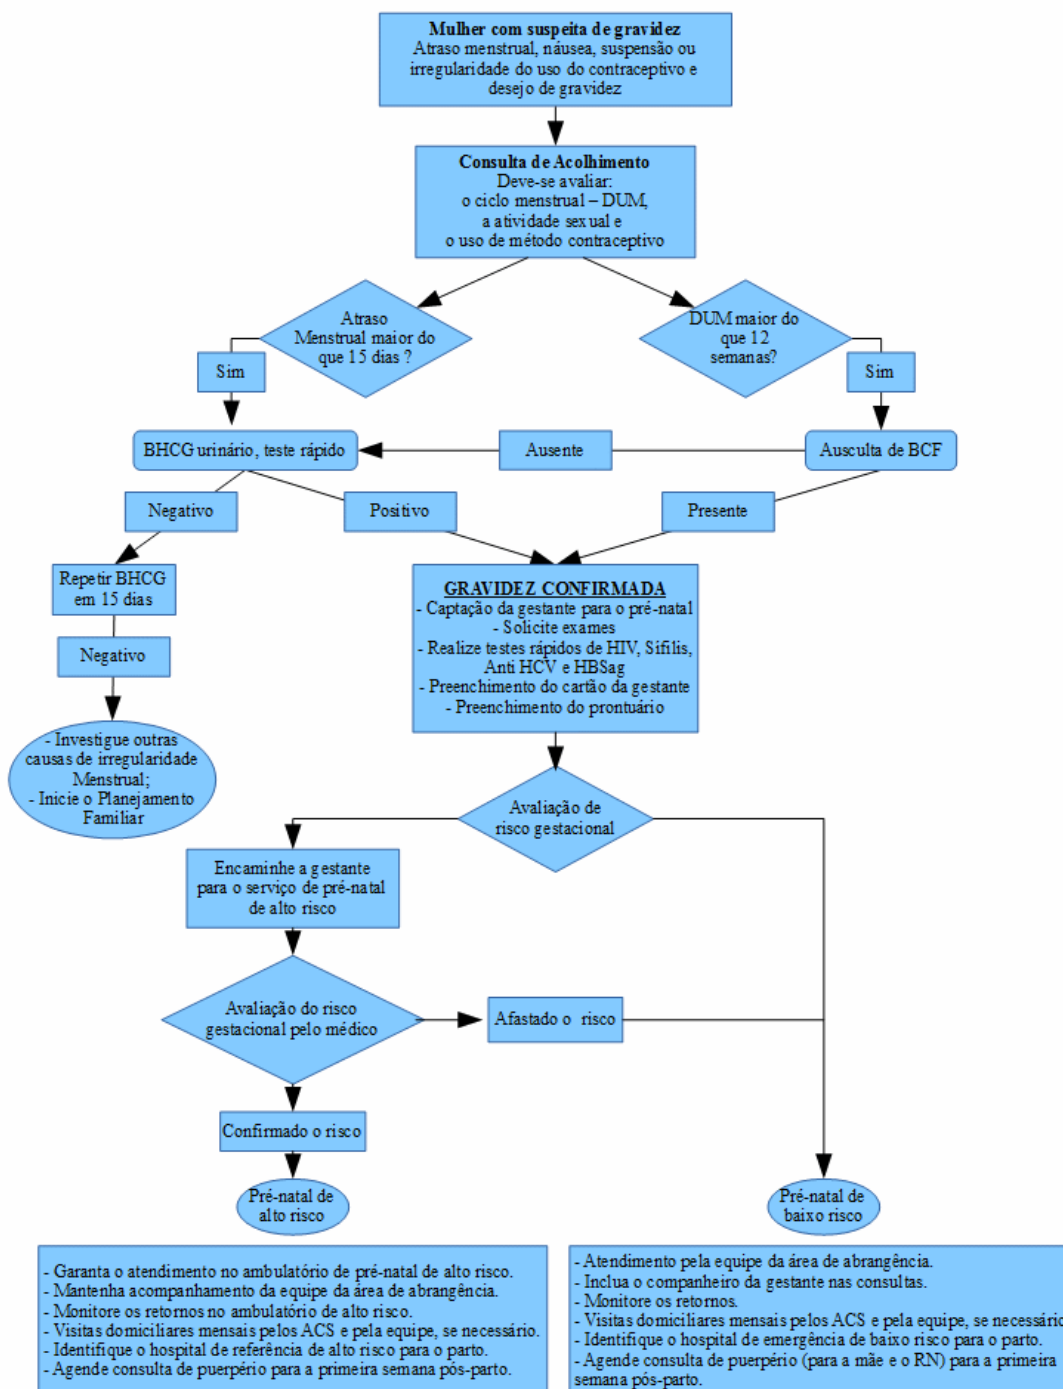 Mulher com suspeita de gravidez
Atraso menstrual, náusea, suspensão ou
irregularidade do uso do contraceptivo e
desejo de gravidez
Consulta de Acolhimento
Deve-se avaliar:
o ciclo menstrual – DUM,
a atividade sexual e
o uso de método contraceptivo
Atraso
Menstrual maior do
que 15 dias ?
DUM maior do
que 12
semanas?
Sim
Sim
BHCG urinário, teste rápido
Ausente
Ausculta de BCF
Negativo
Positivo
Presente
Repetir BHCG
em 15 dias
Negativo
- Investigue outras
causas de irregularidade
Menstrual;
- Inicie o Planejamento
Familiar
GRAVIDEZ CONFIRMADA
- Captação da gestante para o pré-natal
- Solicite exames
- Realize testes rápidos de HIV, Sífilis,
Anti HCV e HBSag
- Preenchimento do cartão da gestante
- Preenchimento do prontuário
Avaliação de
risco gestacional
Encaminhe a gestante
para o serviço de pré-natal
de alto risco
Avaliação do risco
gestacional pelo médico
Afastado o risco
Confirmado o risco
Pré-natal de
alto risco
Pré-natal de
baixo risco
- Garanta o atendimento no ambulatório de pré-natal de alto risco.
- Mantenha acompanhamento da equipe da área de abrangência.
- Monitore os retornos no ambulatório de alto risco.
- Visitas domiciliares mensais pelos ACS e pela equipe, se necessário.
- Identifique o hospital de referência de alto risco para o parto.
- Agende consulta de puerpério para a primeira semana pós-parto.
- Atendimento pela equipe da área de abrangência.
- Inclua o companheiro da gestante nas consultas.
- Monitore os retornos.
- Visitas domiciliares mensais pelos ACS e pela equipe, se necessário
- Identifique o hospital de emergência de baixo risco para o parto.
- Agende consulta de puerpério (para a mãe e o RN) para a primeira
semana pós-parto.